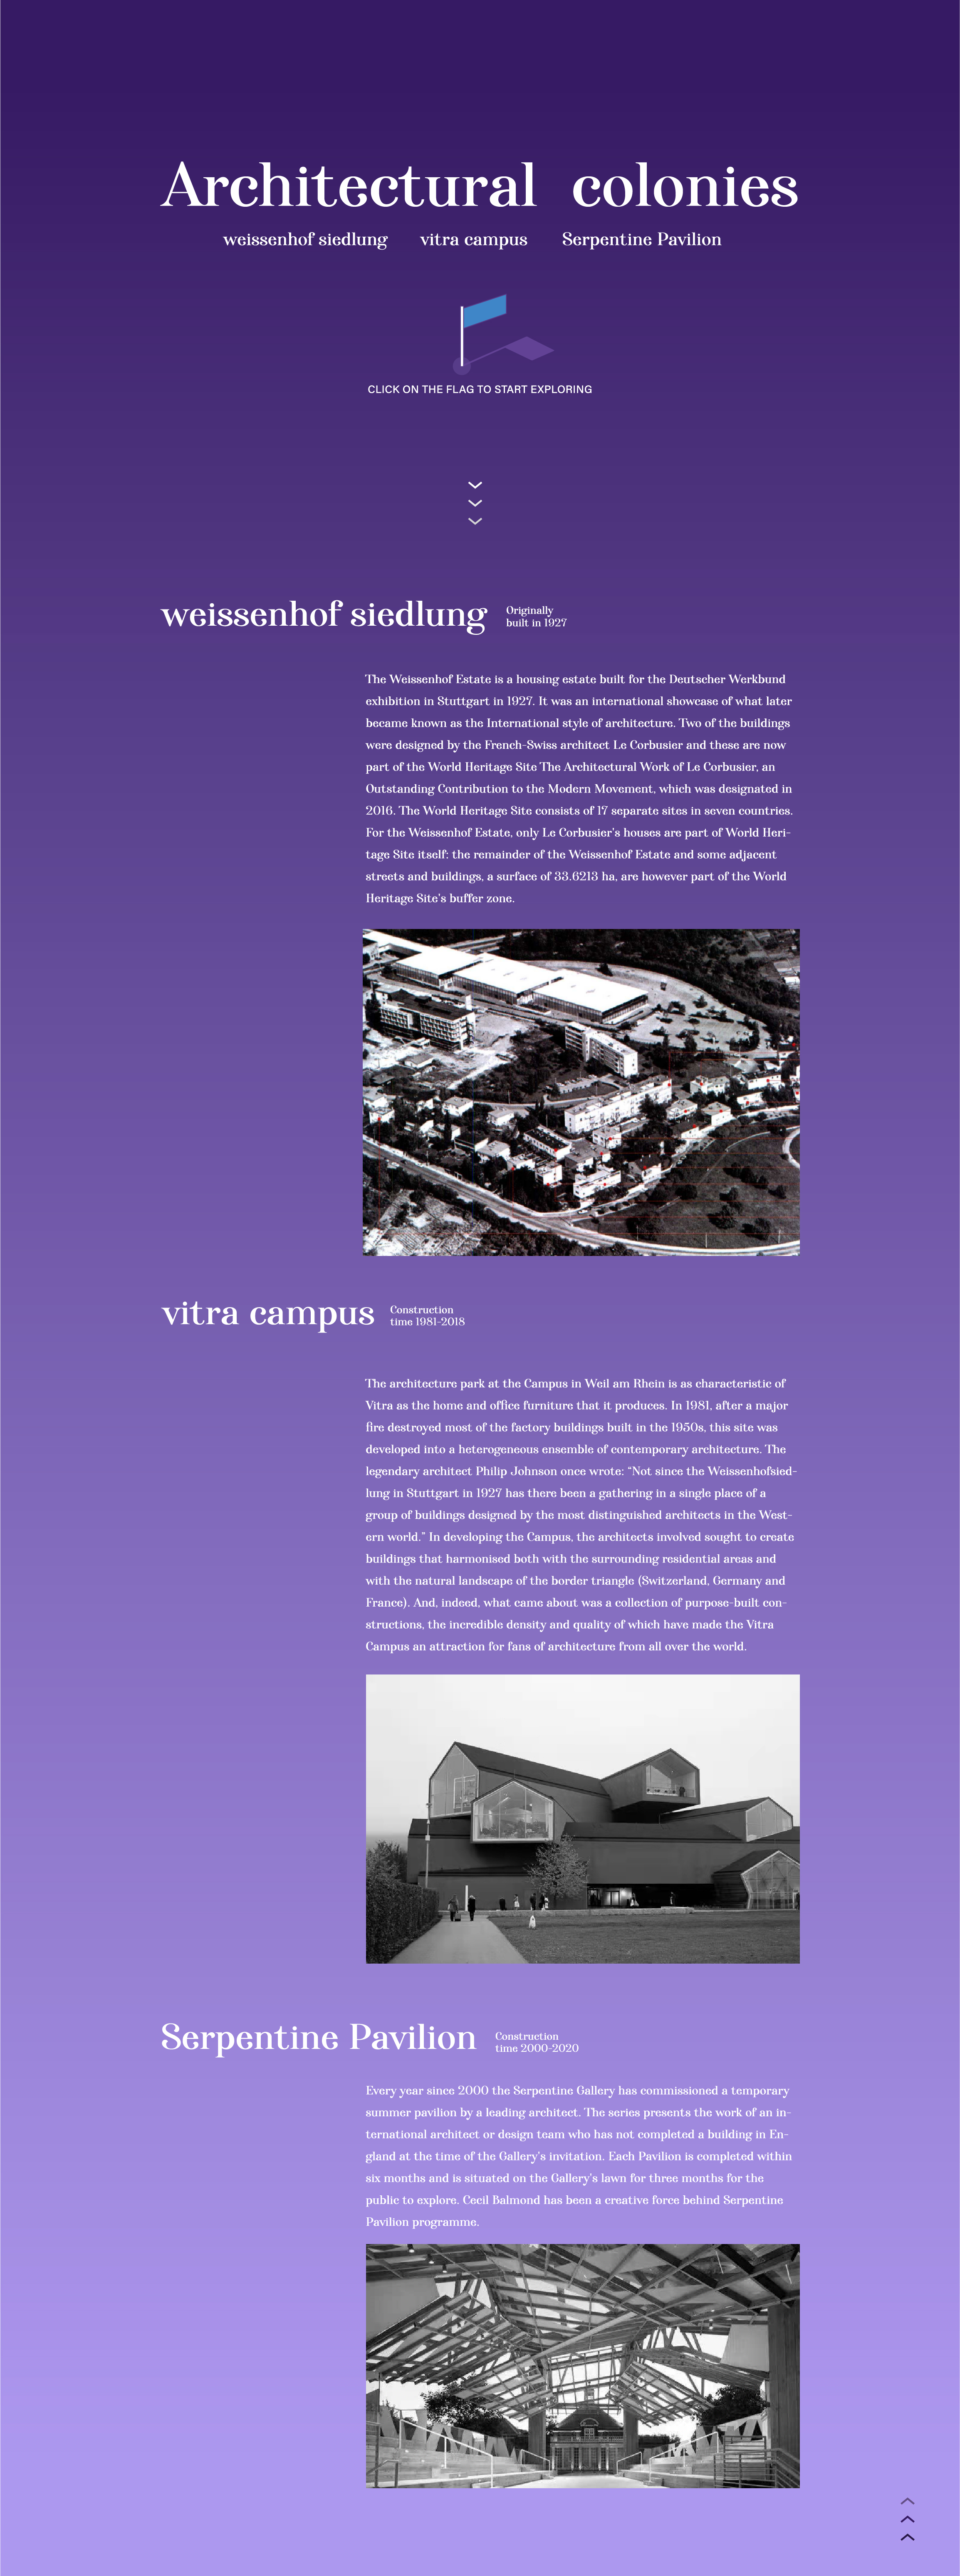 Architectural colonies
weissenhof siedlung vitra campus Serpentine Pavilion
CLICK ON THE FLAG TO START EXPLORING
weissenhof siedlung
Originally
built in 1927
The Weissenhof Estate is a housing estate built for the Deutscher Werkbund
exhibition in Stuttgart in 1927. It was an international showcase of what later
became known as the International style of architecture. Two of the buildings
were designed by the French-Swiss architect Le Corbusier and these are now
part of the World Heritage Site The Architectural Work of Le Corbusier, an
Outstanding Contribution to the Modern Movement, which was designated in
2016. The World Heritage Site consists of 17 separate sites in seven countries.
For the Weissenhof Estate, only Le Corbusier's houses are part of World Heri-
tage Site itself; the remainder of the Weissenhof Estate and some adjacent
streets and buildings, a surface of 33.6213 ha, are however part of the World
Heritage Site's buffer zone.
vitra campus
Construction
time 1981-2018
The architecture park at the Campus in Weil am Rhein is as characteristic of
Vitra as the home and office furniture that it produces. In 1981, after a major
fire destroyed most of the factory buildings built in the 1950s, this site was
developed into a heterogeneous ensemble of contemporary architecture. The
legendary architect Philip Johnson once wrote: "Not since the Weissenhofsied-
lung in Stuttgart in 1927 has there been a gathering in a single place of a
group of buildings designed by the most distinguished architects in the West-
ern world." In developing the Campus, the architects involved sought to create
buildings that harmonised both with the surrounding residential areas and
with the natural landscape of the border triangle (Switzerland, Germany and
France). And, indeed, what came about was a collection of purpose-built con-
structions, the incredible density and quality of which have made the Vitra
Campus an attraction for fans of architecture from all over the world.
Serpentine Pavilion
Construction
time 2000-2020
Every year since 2000 the Serpentine Gallery has commissioned a temporary
summer pavilion by a leading architect. The series presents the work of an in-
ternational architect or design team who has not completed a building in En-
gland at the time of the Gallery's invitation. Each Pavilion is completed within
six months and is situated on the Gallery's lawn for three months for the
public to explore. Cecil Balmond has been a creative force behind Serpentine
Pavilion programme.